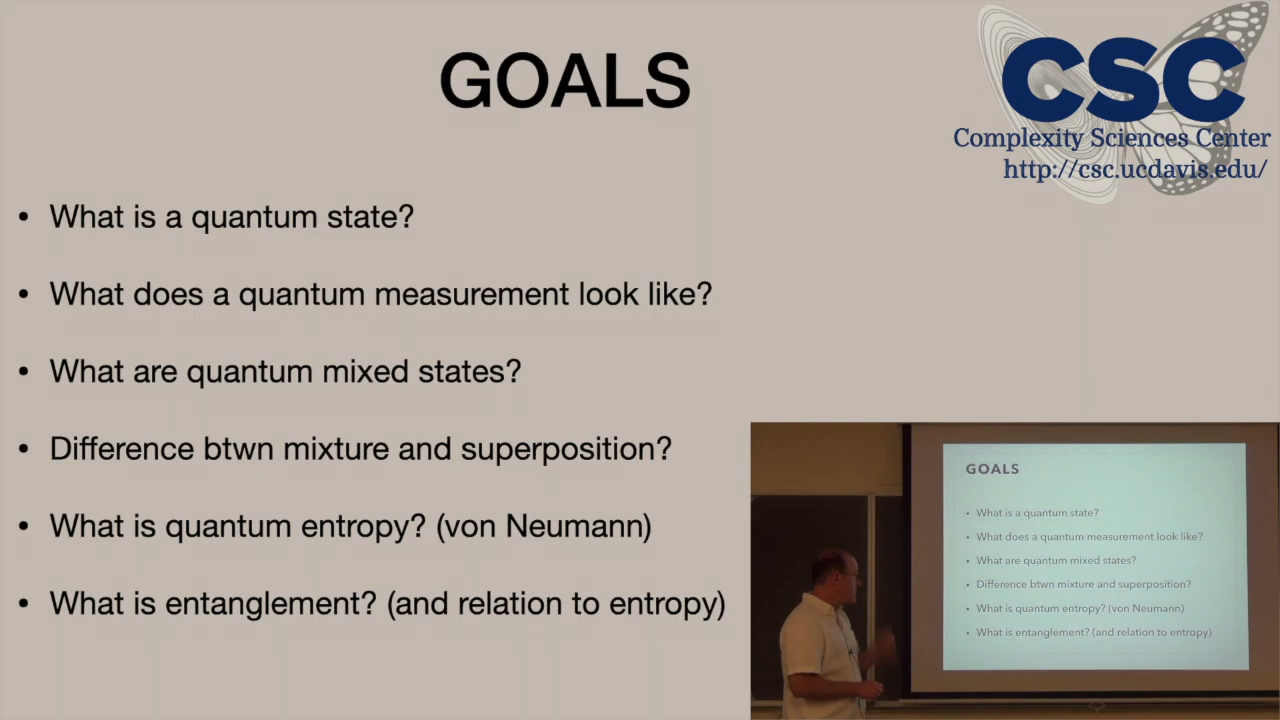 GOALS
CSC
Complexity Sciences Center
http://csc.ucdavis.edu/
• What is a quantum state?
• What does a quantum measurement look like?
• What are quantum mixed states?
• Difference btwn mixture and superposition?
• What is quantum entropy? (von Neumann)
• What is entanglement? (and relation to entropy)
GOALS
• What is a quantum state?
• What does a quantum measurement look like?
• What are quantum mixed states?
• Difference btwn mixture and superposition?
• What is quantum entropy? (von Neumann)
• What is entanglement? (and relation to entropy)